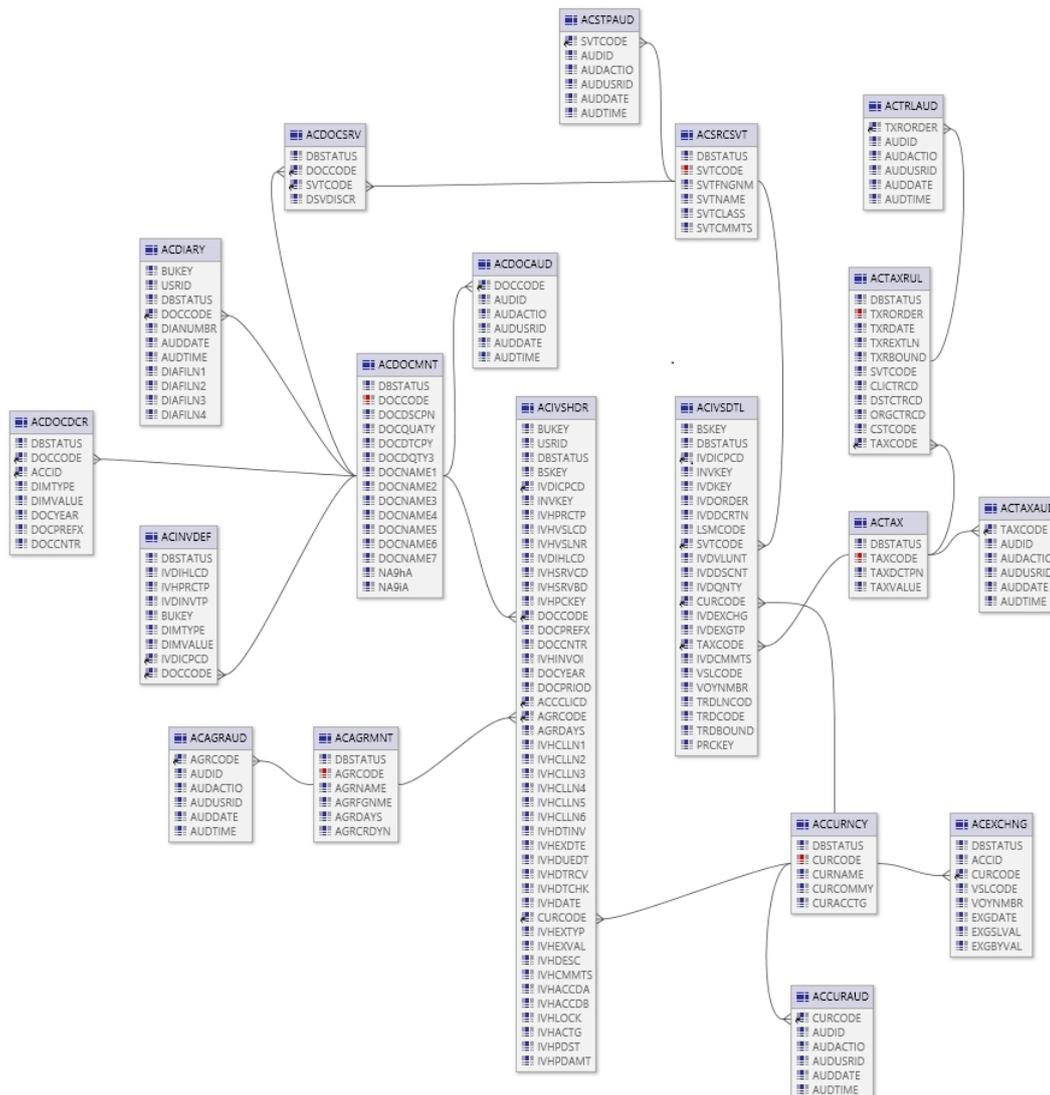 ACSTPAUD
SVTCODE
AUDID
AUDACTIO
AUDUSRID
AUDDATE
AUDTIME
ACTRLAUD
TXRORDER
AUDID
AUDACTIO
AUDUSRID
AUDDATE
AUDTIME
ACDOCSRV
DBSTATUS
DOCCODE
SVTCODE
DSVDISCR
ACSRCSVT
DBSTATUS
SVTCODE
SVTFNGNM
SVTNAME
SVTCLASS
SVTCMMTS
ACDIARY
BUKEY
USRID
DBSTATUS
DOCCODE
DIANUMBR
AUDDATE
AUDTIME
DIAFILN1
DIAFILN2
DIAFILN3
DIAFILN4
ACDOCAUD
DOCCODE
AUDID
AUDACTIO
AUDUSRID
AUDDATE
AUDTIME
ACTAXRUL
DBSTATUS
TXRORDER
TXRDATE
TXREXTLN
TXRBOUND
SVTCODE
CLICTRCD
DSTCTRCD
ORGCTRCD
CSTCODE
TAXCODE
ACDOCMNT
DBSTATUS
DOCCODE
DOCDSCPN
DOCQUATY
DOCDTCPY
DOCDQTY3
DOCNAME1
DOCNAME2
DOCNAME3
DOCNAME4
DOCNAME5
DOCNAME6
DOCNAME7
NA9hA
NA9iA
ACDOCDCR
DBSTATUS
DOCCODE
ACCID
DIMTYPE
DIMVALUE
DOCYEAR
DOCPREFX
DOCCNTR
ACIVSHDR
BUKEY
USRID
DBSTATUS
BSKEY
IVDICPCD
INVKEY
IVHPRCTP
IVHVSLCD
IVHVSLNR
IVDIHLCD
IVHSRVCD
IVHSRVBD
IVHPCKEY
DOCCODE
DOCPREFX
DOCCNTR
IVHINVOI
DOCYEAR
DOCPRIOD
ACCCLICD
AGRCODE
AGRDAYS
IVHCLLN1
IVHCLLN2
IVHCLLN3
IVHCLLN4
IVHCLLN5
IVHCLLN6
IVHDTINV
IVHEXDTE
IVHDUEDT
IVHDTRCV
IVHDTCHK
IVHDATE
CURCODE
IVHEXTYP
IVHEXVAL
IVHDESC
IVHCMMTS
IVHACCDA
IVHACCDB
IVHLOCK
IVHACTG
IVHPDST
IVHPDAMT
ACIVSDTL
BSKEY
DBSTATUS
IVDICPCD
INVKEY
IVDKEY
IVDORDER
IVDDCRTN
LSMCODE
SVTCODE
IVDVLUNT
IVDDSCNT
IVDQNTY
CURCODE
IVDEXCHG
IVDEXGTP
TAXCODE
IVDCMMTS
VSLCODE
VOYNMBR
TRDLNCOD
TRDCODE
TRDBOUND
PRCKEY
ACTAX
DBSTATUS
TAXCODE
TAXDCTPN
TAXVALUE
ACTAXAUD
TAXCODE
AUDID
AUDACTIO
AUDUSRID
AUDDATE
AUDTIME
ACINVDEF
DBSTATUS
IVDIHLCD
IVHPRCTP
IVDINVTP
BUKEY
DIMTYPE
DIMVALUE
IVDICPCD
DOCCODE
ACAGRAUD
AGRCODE
AUDID
AUDACTIO
AUDUSRID
AUDDATE
AUDTIME
ACAGRMNT
DBSTATUS
AGRCODE
AGRNAME
AGRFGNME
AGRDAYS
AGRCRDYN
ACCURNCY
DBSTATUS
CURCODE
CURNAME
CURCOMMY
CURACCTG
ACEXCHNG
DBSTATUS
ACCID
CURCODE
VSLCODE
VOYNMBR
EXGDATE
EXGSLVAL
EXGBYVAL
ACCURAUD
CURCODE
AUDID
AUDACTIO
AUDUSRID
AUDDATE
AUDTIME